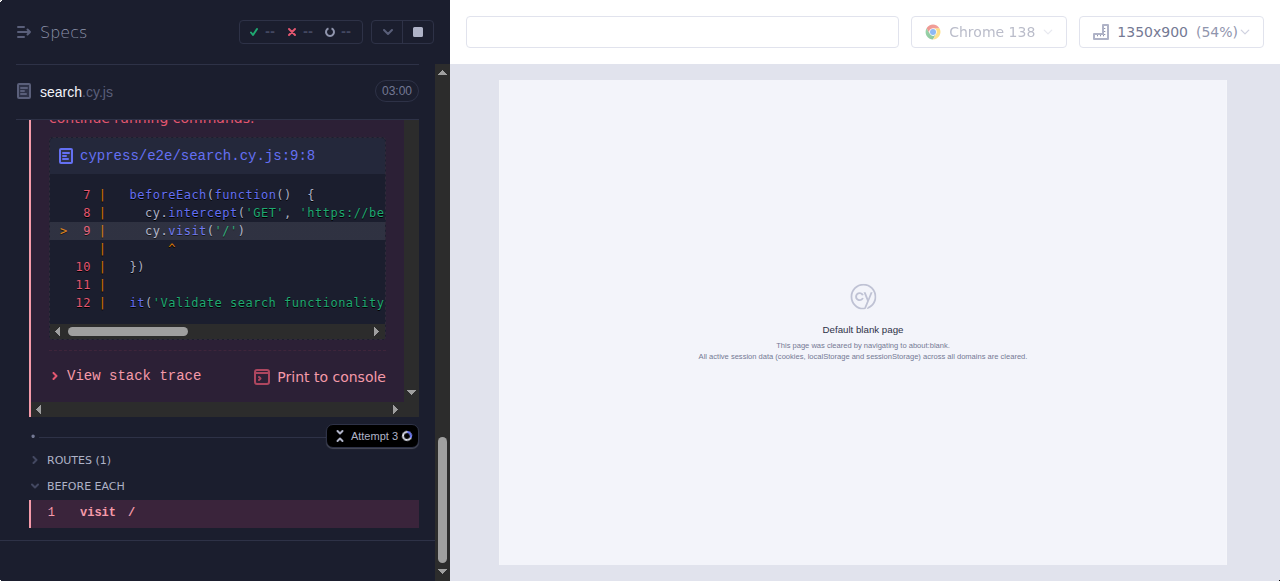 Specs
--
--
--
Chrome 138
1350x900 (54%)
search.cy.js
03:00
continue running commands.
cypress/e2e/search.cy.js:9:8
7 | beforeEach(function() {
8 | cy.intercept('GET', 'https://be
> 9 | cy.visit('/')
| ^
10 | })
11 |
12 | it('Validate search functionality
View stack trace
Print to console
Attempt 3
ROUTES (1)
BEFORE EACH
1 visit /
cy
Default blank page
This page was cleared by navigating to about:blank.
All active session data (cookies, localStorage and sessionStorage) across all domains are cleared.